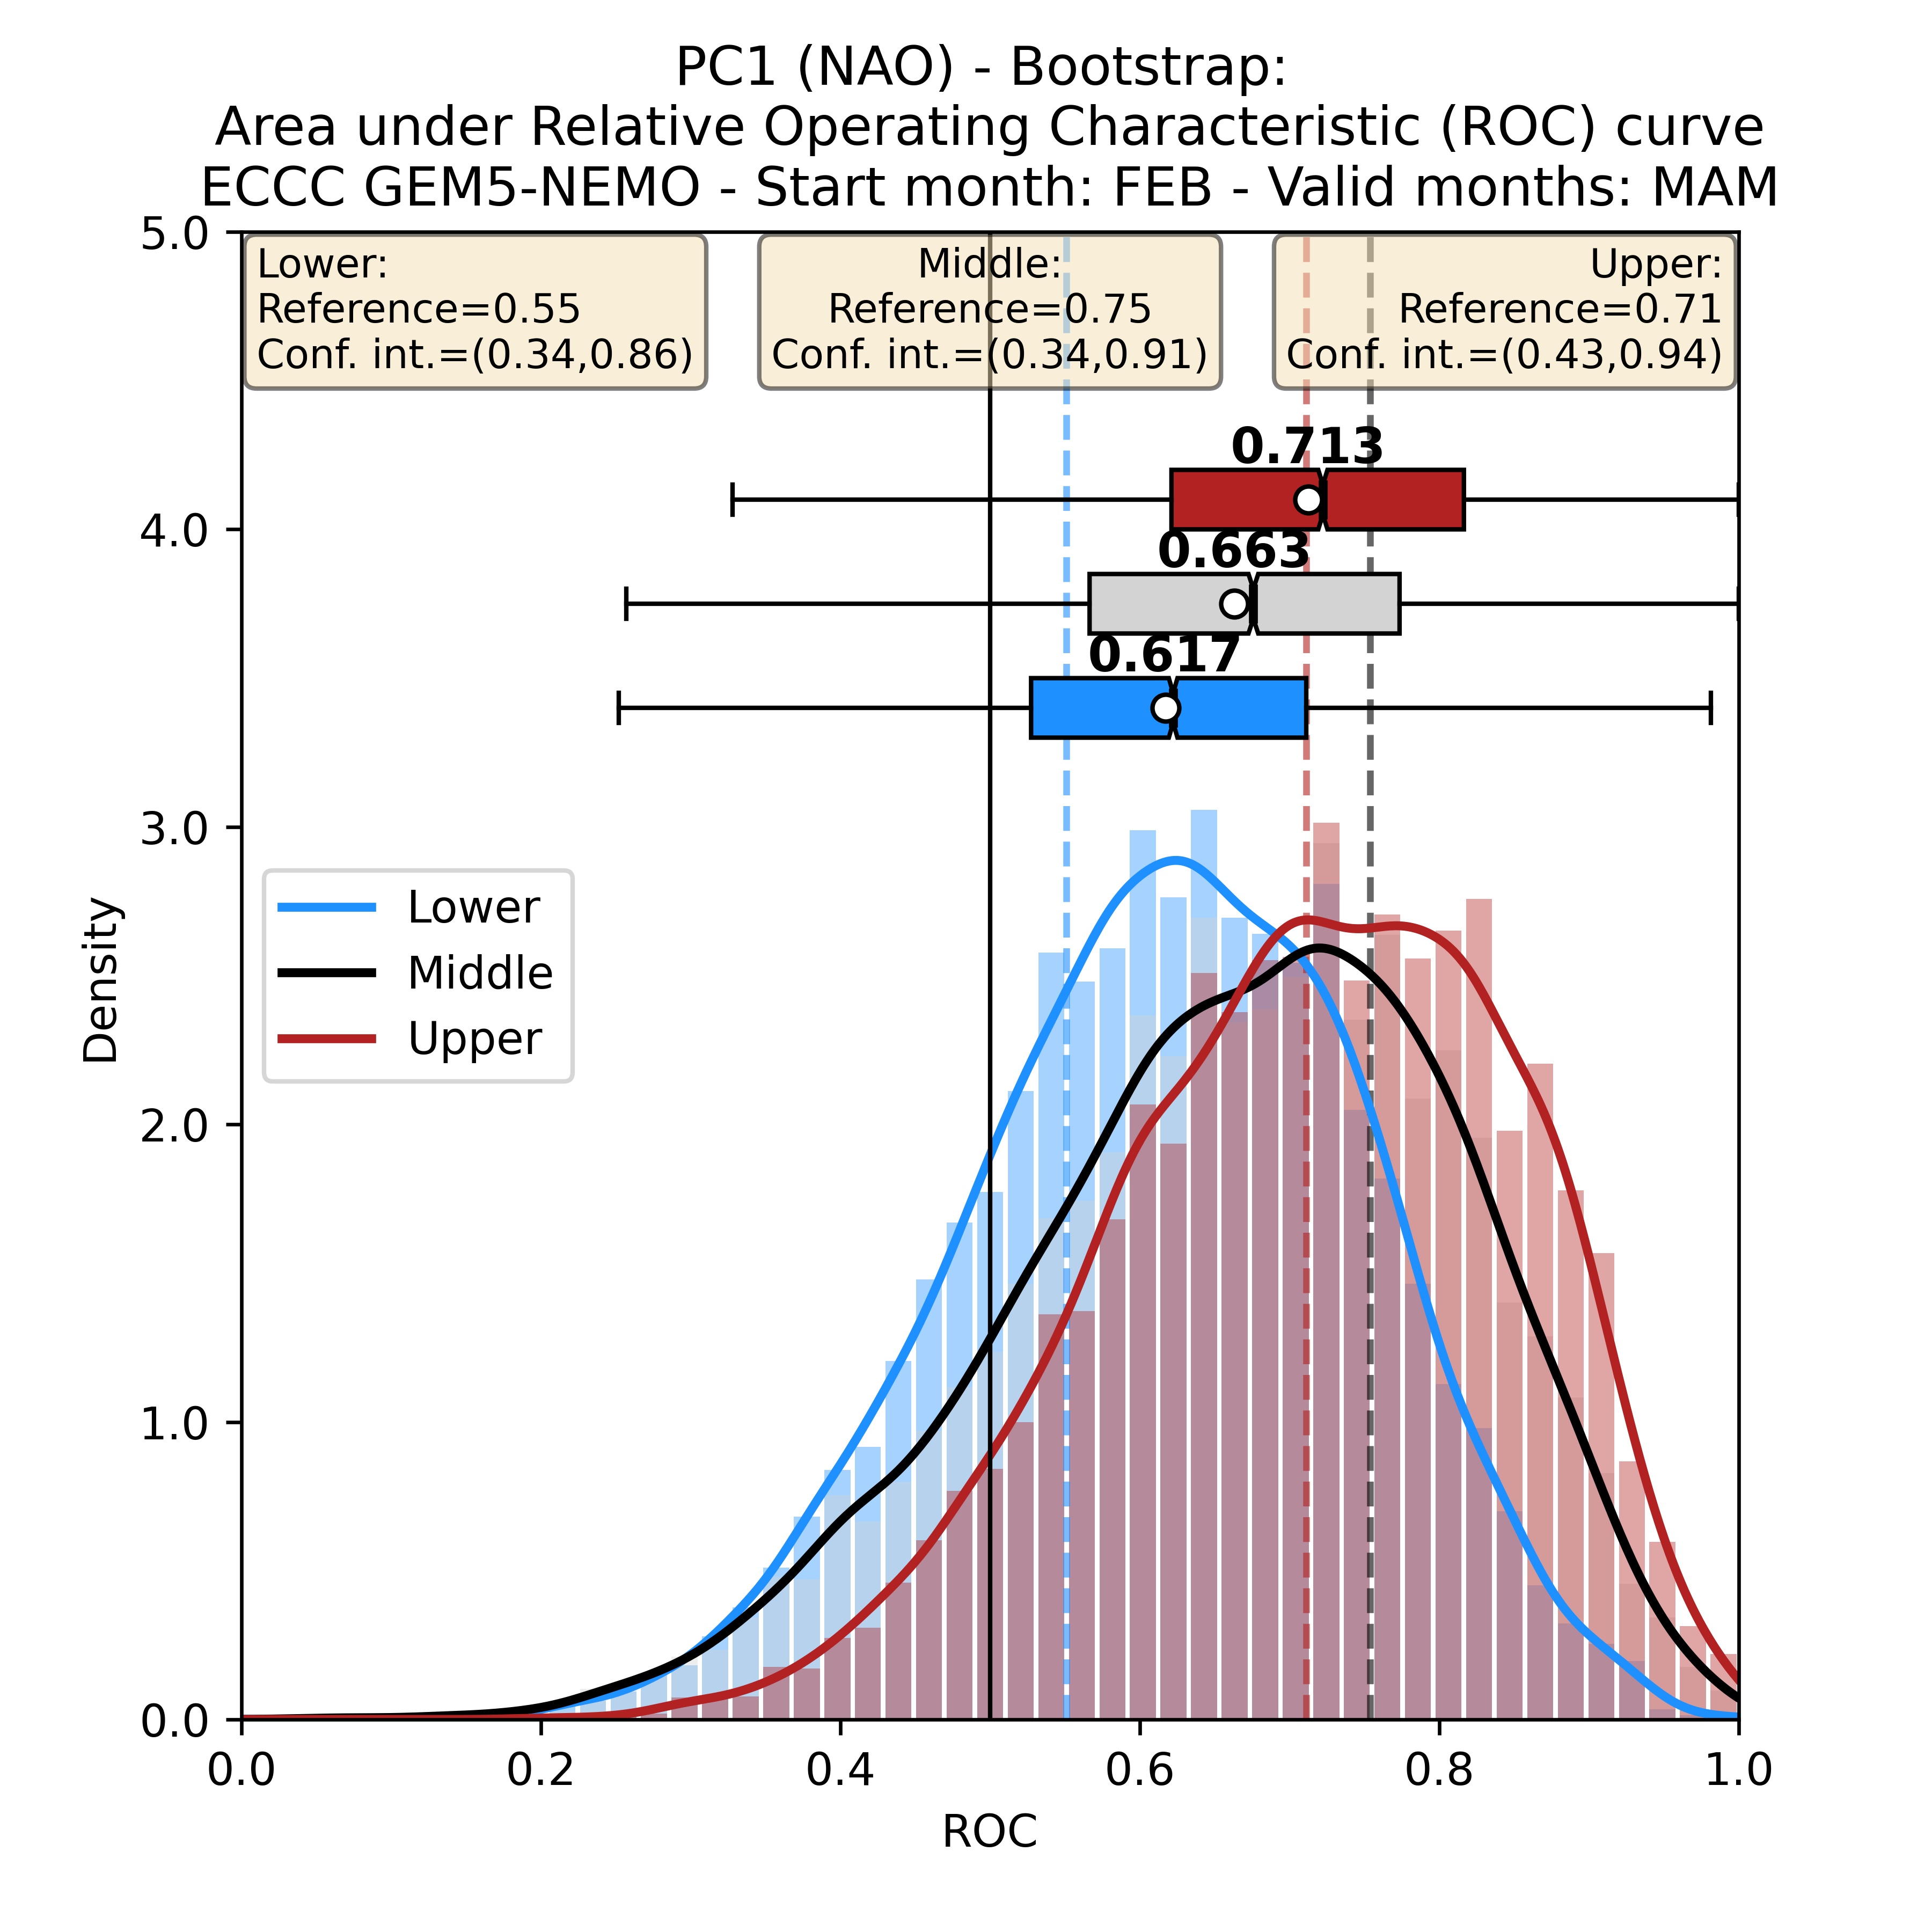 PC1 (NAO) - Bootstrap:
Area under Relative Operating Characteristic (ROC) curve
ECCC GEM5-NEMO - Start month: FEB - Valid months: MAM
Lower:
Reference=0.55
Conf. int.=(0.34,0.86)
Middle:
Reference=0.75
Conf. int.=(0.34,0.91)
Upper:
Reference=0.71
Conf. int.=(0.43,0.94)
0.713
0.663
0.617
Lower
Middle
Upper
Density
5.0
4.0
3.0
2.0
1.0
0.0
0.0 0.2 0.4 0.6 0.8 1.0
ROC